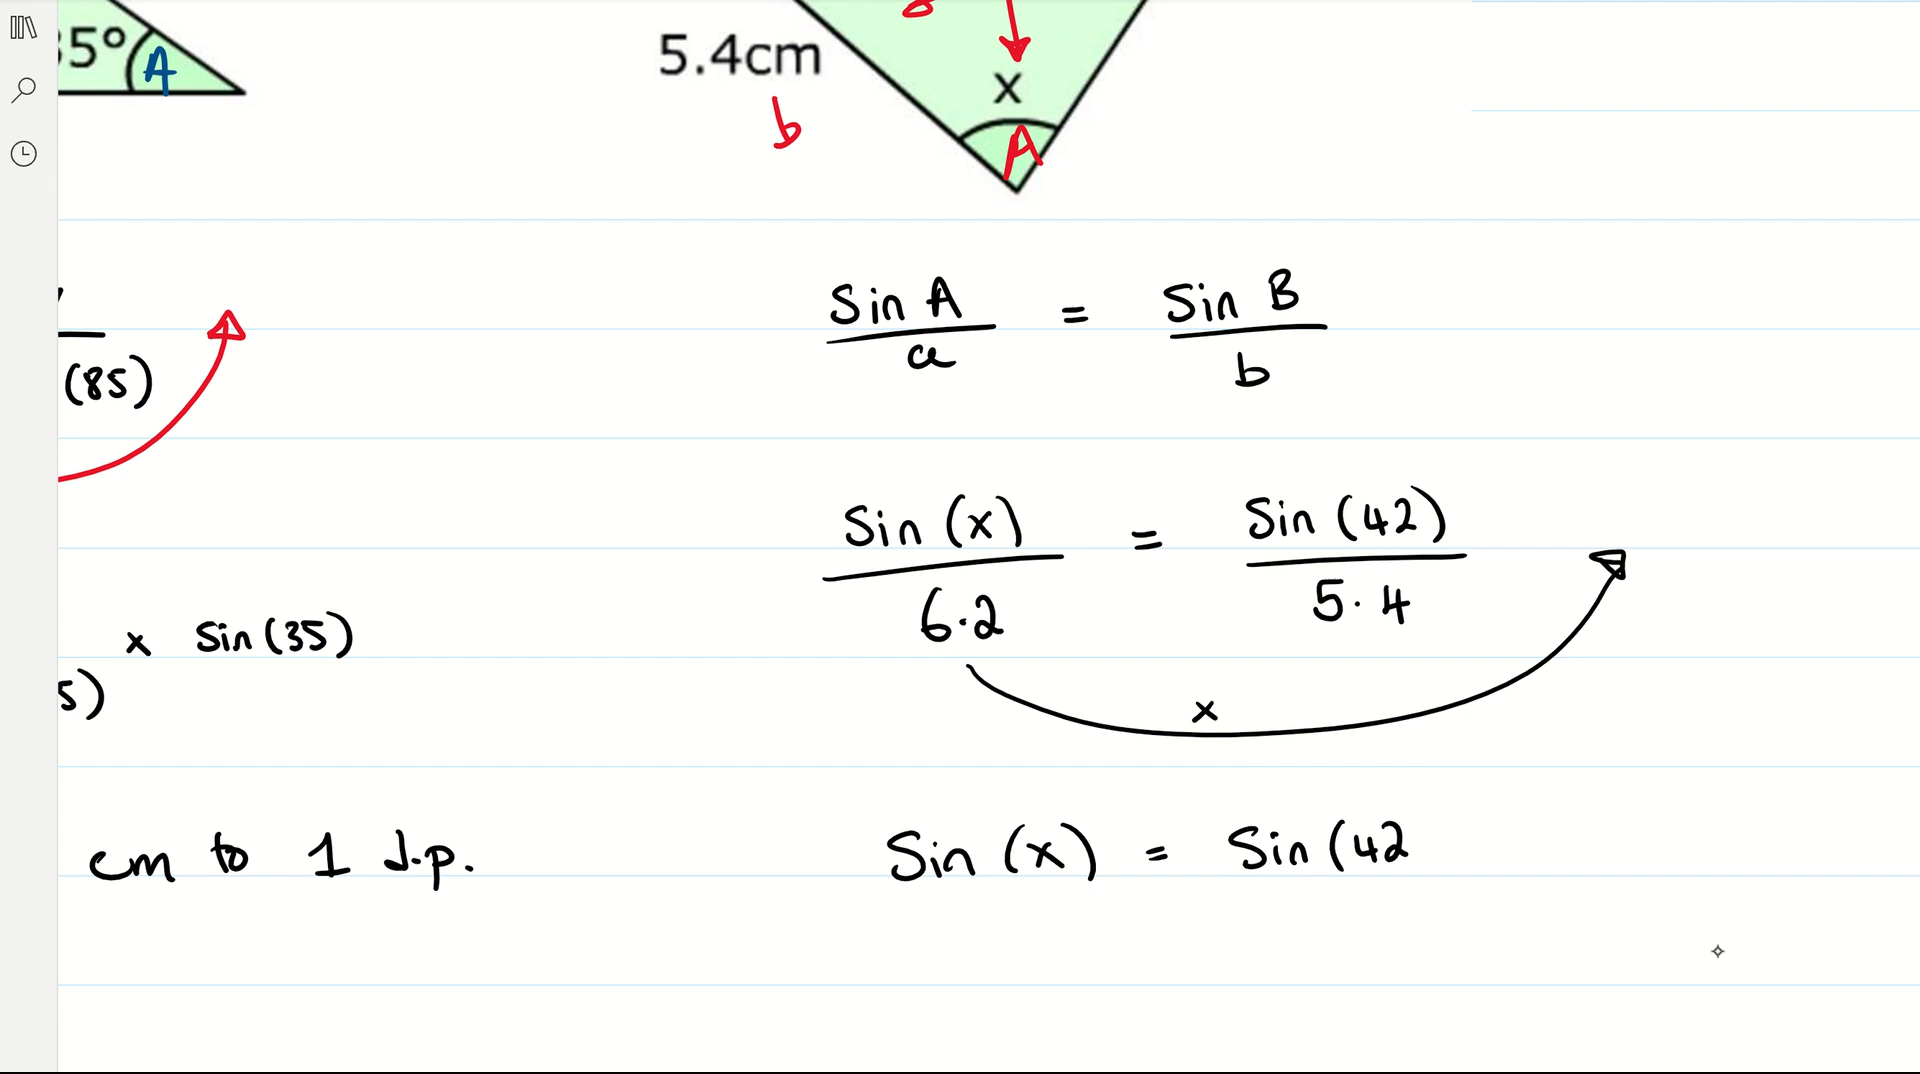 5° A
5.4cm
b
x
A
Sin A / a = Sin B / b
(85)
Sin (x) / 6.2 = Sin (42) / 5.4
x
x Sin (35)
5)
cm to 1 d.p.
Sin (x) = Sin (42